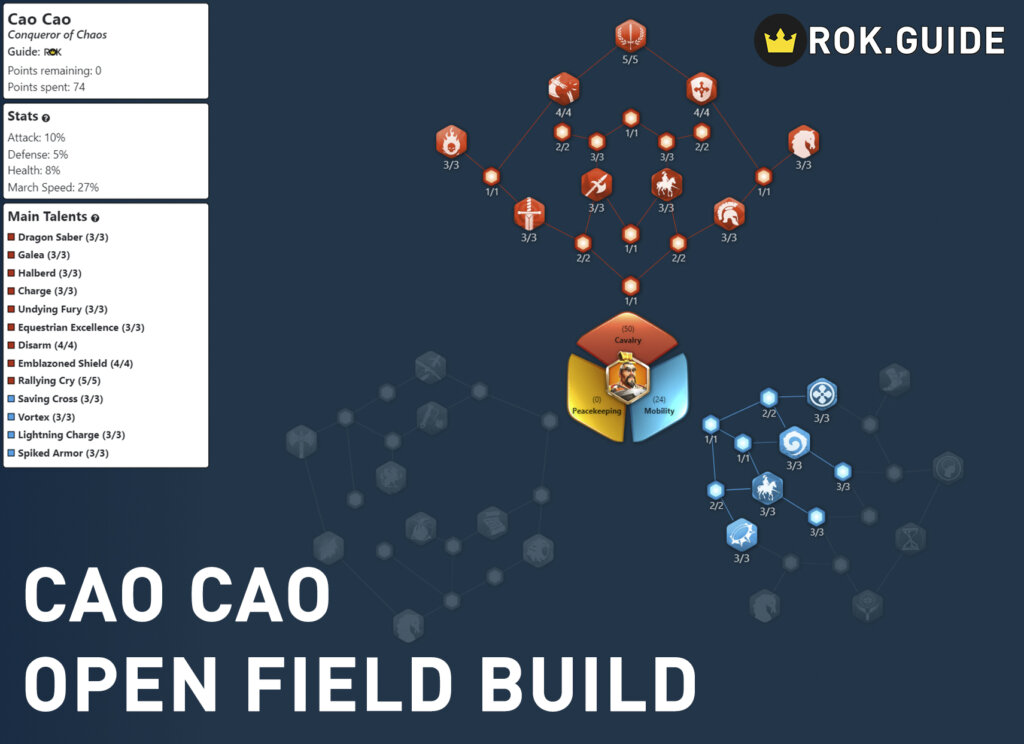 Cao Cao
Conqueror of Chaos
Guide: ROK
Points remaining: 0
Points spent: 74
Stats ?
Attack: 10%
Defense: 5%
Health: 8%
March Speed: 27%
Main Talents ?
Dragon Saber (3/3)
Galea (3/3)
Halberd (3/3)
Charge (3/3)
Undying Fury (3/3)
Equestrian Excellence (3/3)
Disarm (4/4)
Emblazoned Shield (4/4)
Rallying Cry (5/5)
Saving Cross (3/3)
Vortex (3/3)
Lightning Charge (3/3)
Spiked Armor (3/3)
ROK.GUIDE
5/5
4/4 4/4
1/1
2/2 3/3 3/3 2/2
3/3 3/3
1/1 1/1
3/3 3/3
3/3 3/3
1/1
2/2 2/2
1/1
(50)
Cavalry
(0)
Peacekeeping
(24)
Mobility
2/2 3/3
1/1
1/1 3/3
3/3
2/2 3/3
3/3
3/3
CAO CAO
OPEN FIELD BUILD